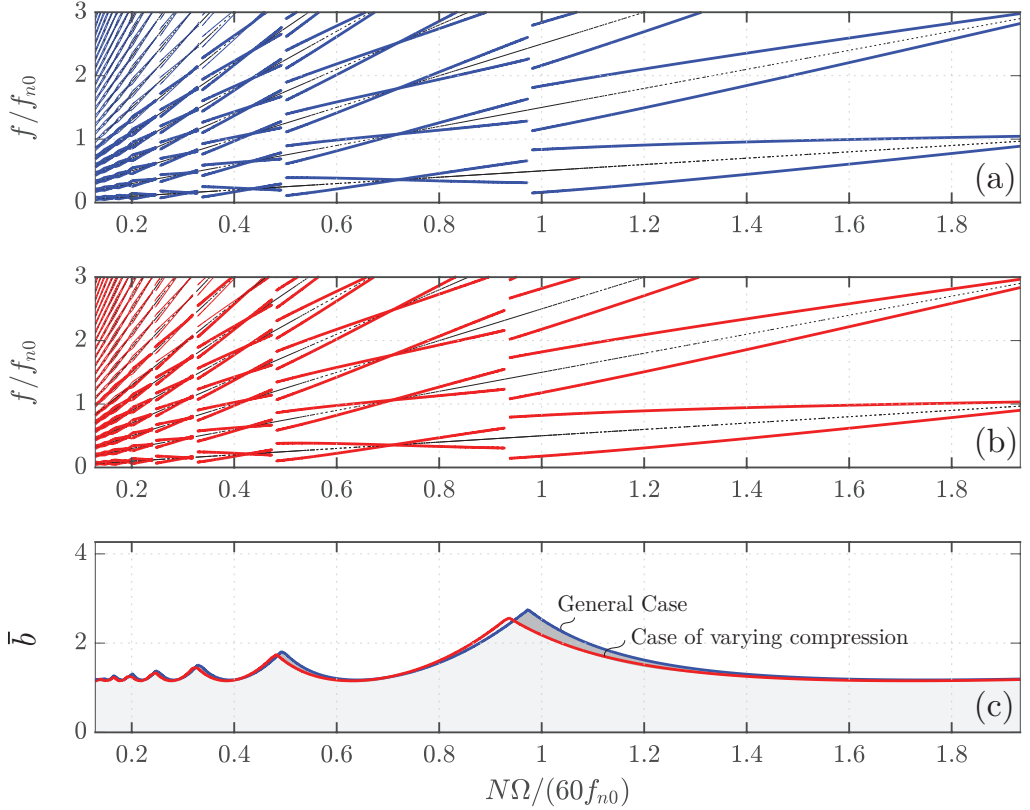 3
2
1
0
f/f_{n0}
0.2 0.4 0.6 0.8 1 1.2 1.4 1.6 1.8
(a)
3
2
1
0
f/f_{n0}
0.2 0.4 0.6 0.8 1 1.2 1.4 1.6 1.8
(b)
4
2
0
b̅
General Case
Case of varying compression
(c)
0.2 0.4 0.6 0.8 1 1.2 1.4 1.6 1.8
NΩ/(60f_{n0})